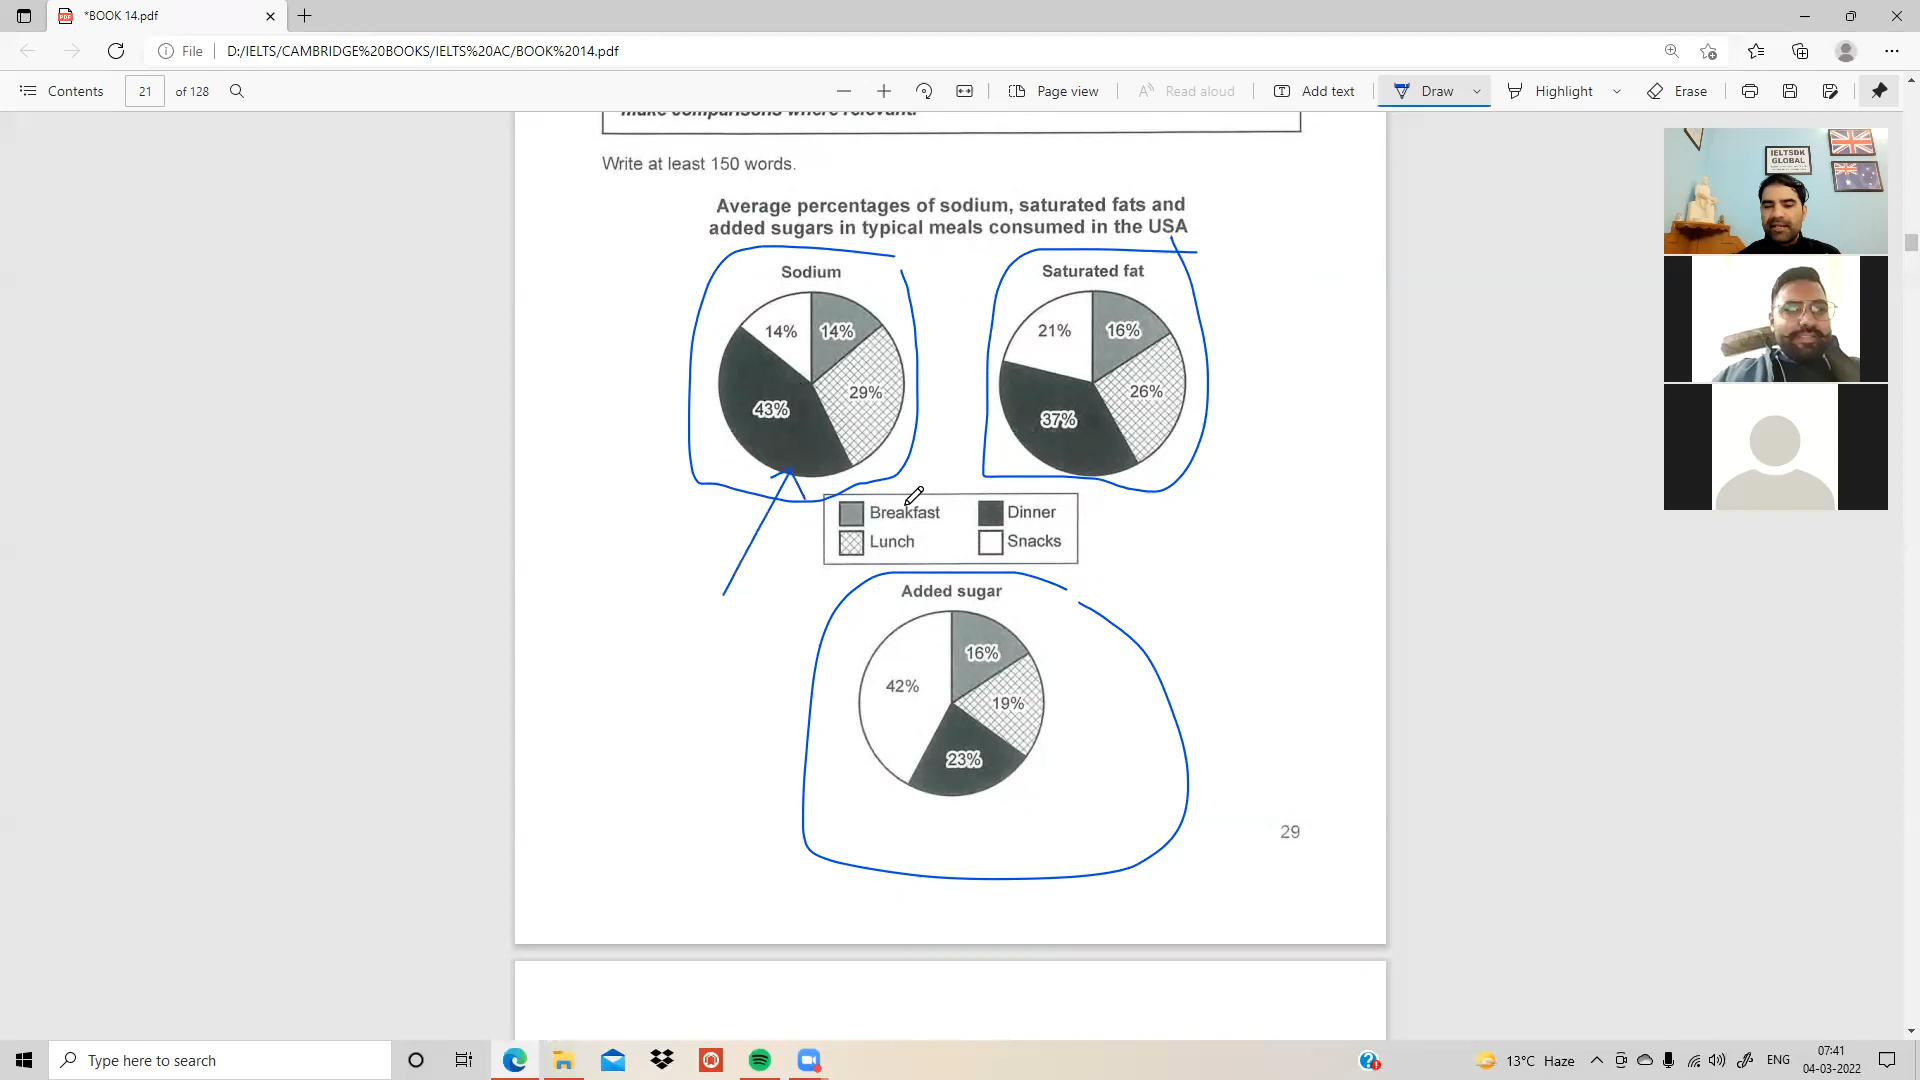 *BOOK 14.pdf
File
D:/IELTS/CAMBRIDGE%20BOOKS/IELTS%20AC/BOOK%2014.pdf
Contents
21 of 128
Page view
Read aloud
Add text
Draw
Highlight
Erase
make comparisons where relevant.
Write at least 150 words.
Average percentages of sodium, saturated fats and
added sugars in typical meals consumed in the USA
Sodium
14%
14%
29%
43%
Saturated fat
21%
16%
26%
37%
Breakfast
Dinner
Lunch
Snacks
Added sugar
16%
42%
19%
23%
29
IELTSDK
GLOBAL
Type here to search
13°C Haze
ENG
07:41
04-03-2022